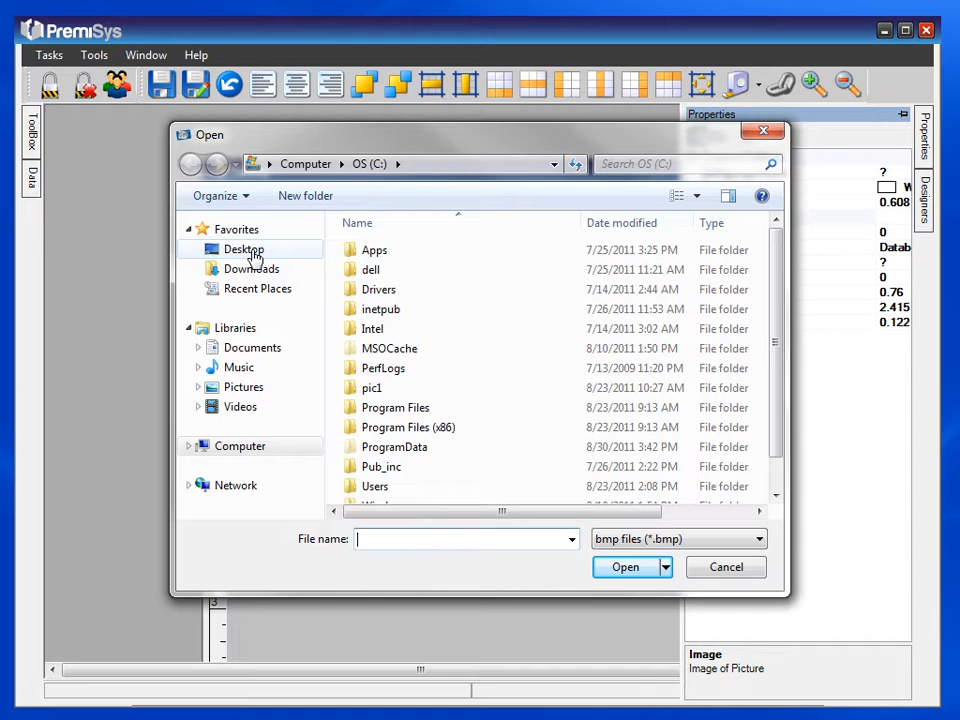 PremiSys
Tasks Tools Window Help
ToolBox
Data
Properties
Properties
Designers
?
0.608
0
Datab
?
0
0.76
2.415
0.122
Open
Computer OS (C:) Search OS (C:)
Organize New folder
Favorites
Desktop
Downloads
Recent Places
Libraries
Documents
Music
Pictures
Videos
Computer
Network
Name Date modified Type
Apps 7/25/2011 3:25 PM File folder
dell 7/25/2011 11:21 AM File folder
Drivers 7/14/2011 2:44 AM File folder
inetpub 7/26/2011 11:53 AM File folder
Intel 7/14/2011 3:02 AM File folder
MSOCache 8/10/2011 1:50 PM File folder
PerfLogs 7/13/2009 11:20 PM File folder
pic1 8/23/2011 10:27 AM File folder
Program Files 8/23/2011 9:13 AM File folder
Program Files (x86) 8/23/2011 9:13 AM File folder
ProgramData 8/30/2011 3:42 PM File folder
Pub_inc 7/26/2011 2:22 PM File folder
Users 8/23/2011 2:08 PM File folder
File name: bmp files (*.bmp)
Open Cancel
3
Image
Image of Picture